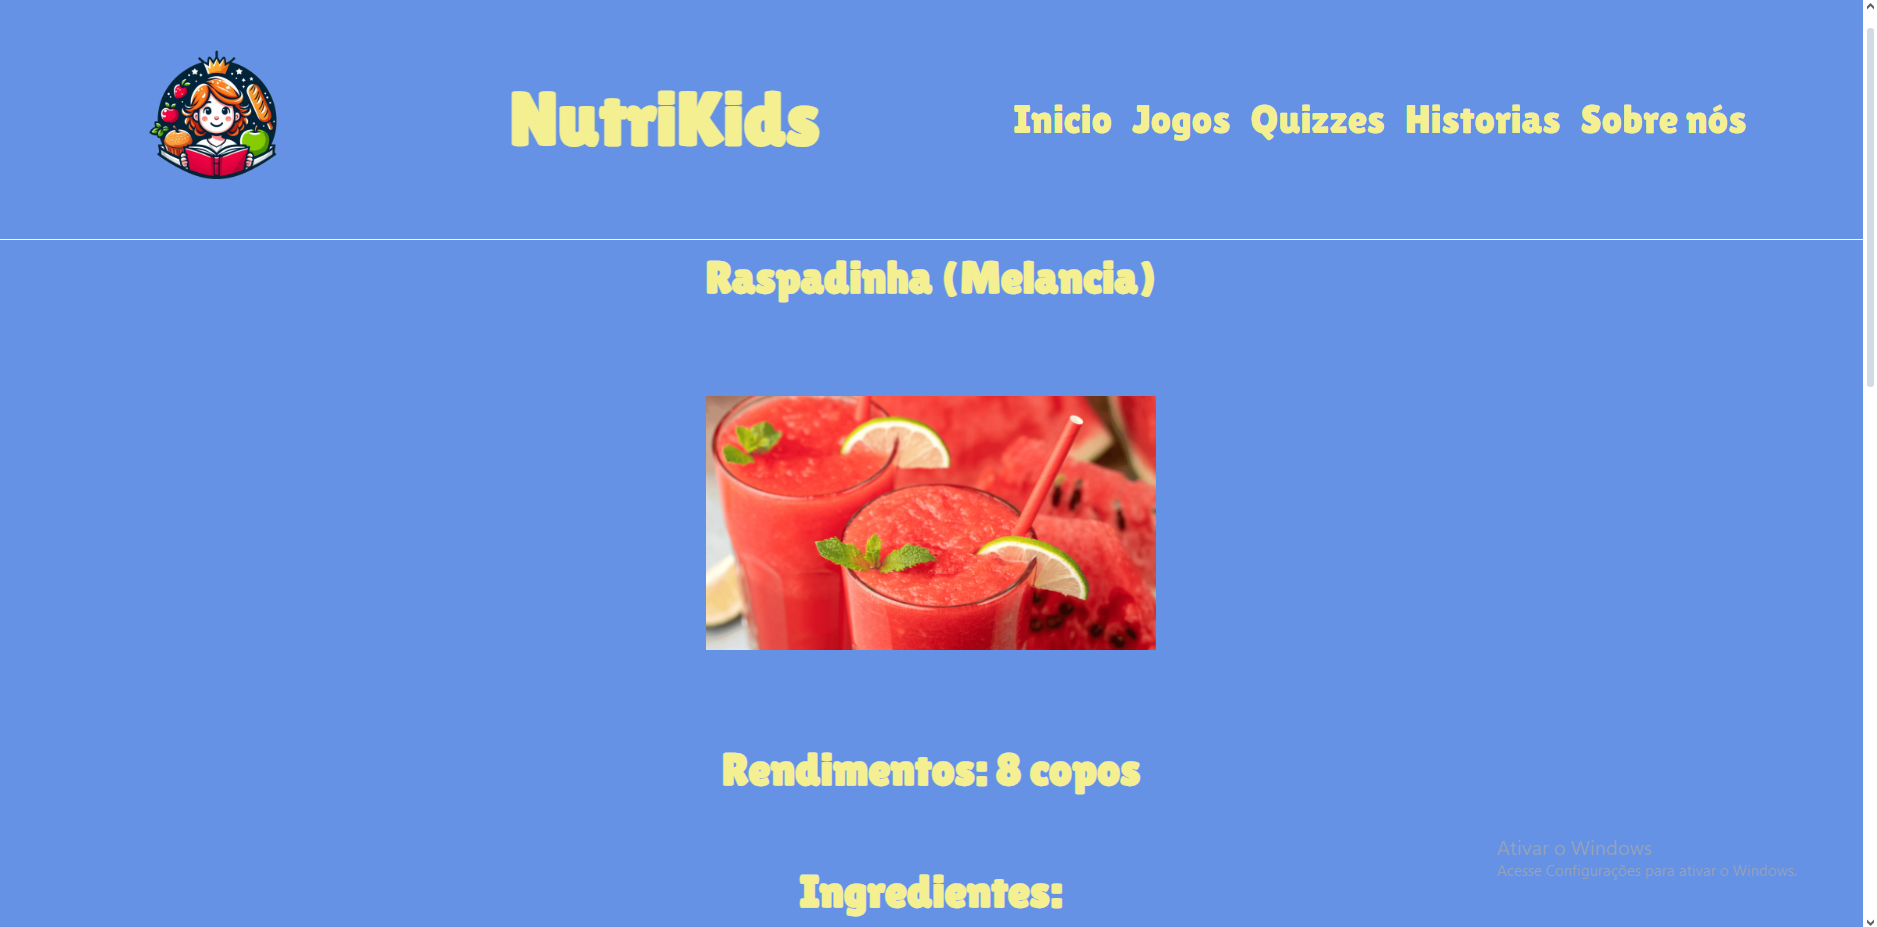 NutriKids
Inicio Jogos Quizzes Historias Sobre nós
Raspadinha (Melancia)
Rendimentos: 8 copos
Ingredientes:
Ativar o Windows
Acesse Configurações para ativar o Windows.